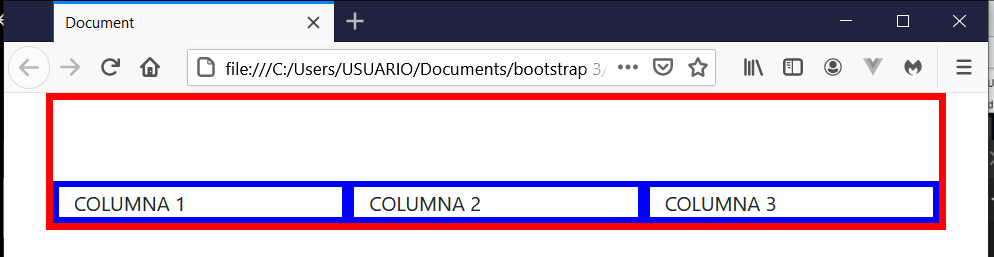 Document
file:///C:/Users/USUARIO/Documents/bootstrap 3/
COLUMNA 1
COLUMNA 2
COLUMNA 3